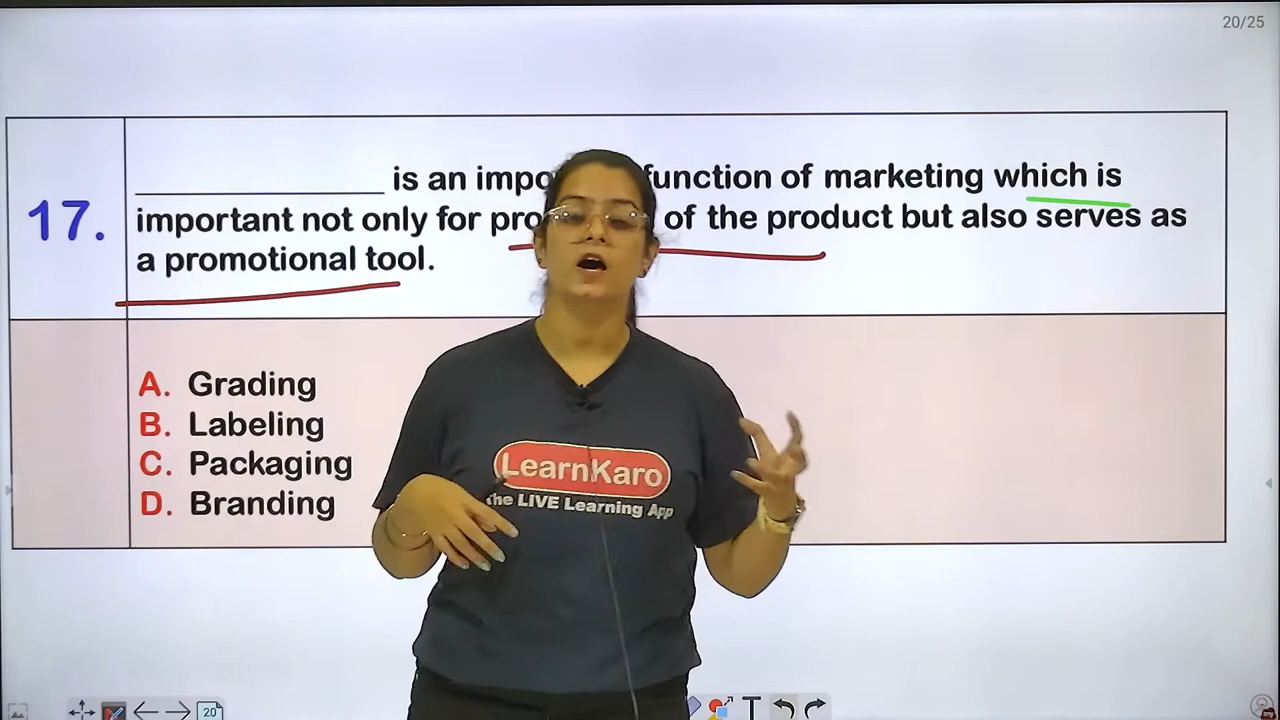 20/25
17.
______________ is an impo function of marketing which is
important not only for pro of the product but also serves as
a promotional tool.
A. Grading
B. Labeling
C. Packaging
D. Branding
LearnKaro
The LIVE Learning App
T
20